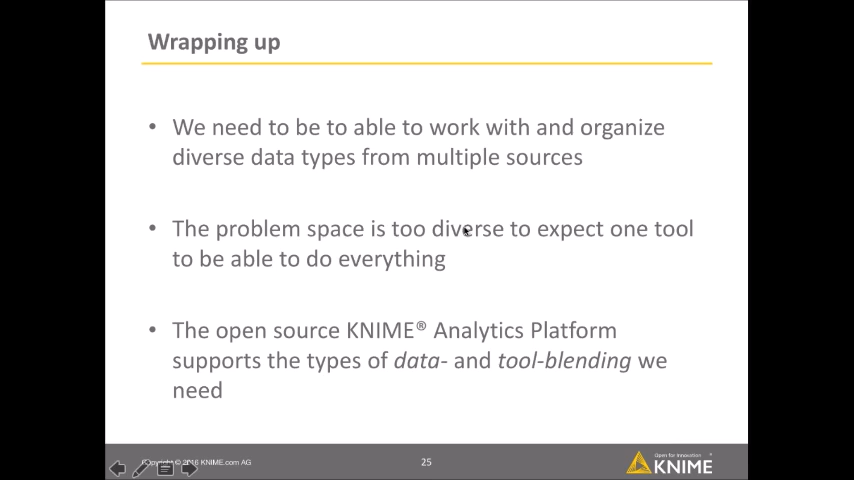 Wrapping up
• We need to be to able to work with and organize
diverse data types from multiple sources
• The problem space is too diverse to expect one tool
to be able to do everything
• The open source KNIME® Analytics Platform
supports the types of data- and tool-blending we
need
Copyright © 2016 KNIME.com AG
25
Open for Innovation
KNIME